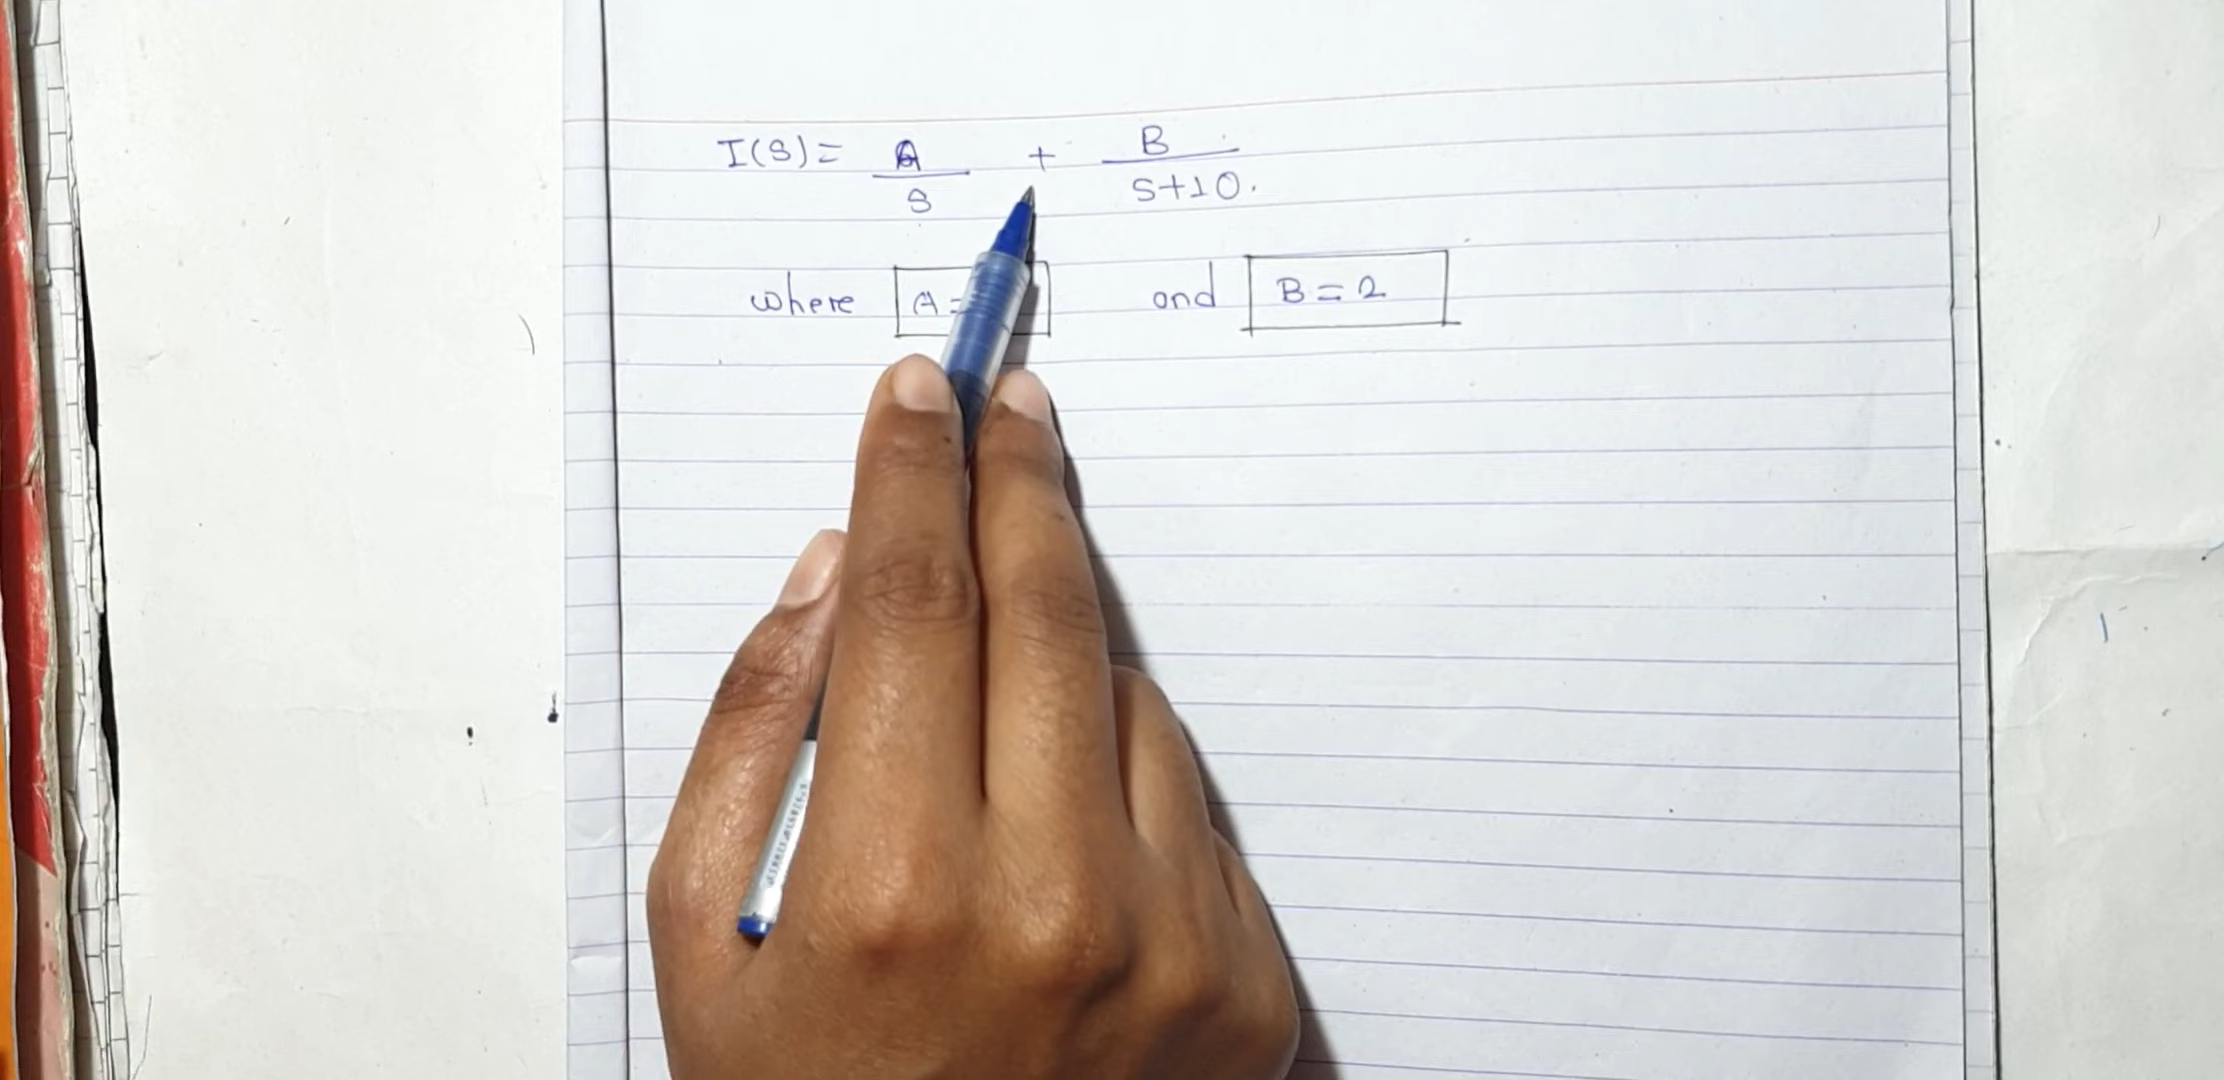 I(S) = A/S + B/S+10.
where A= and B = 2